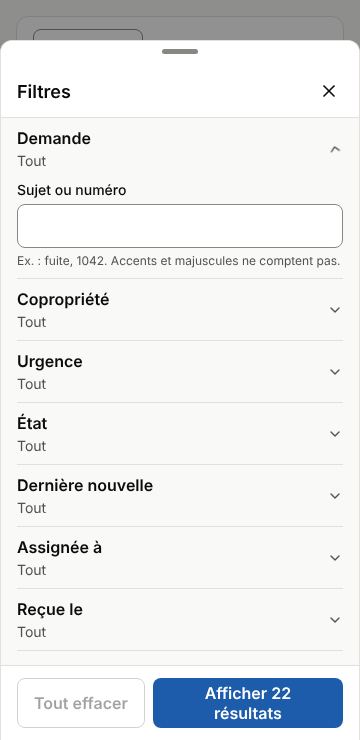 Filtres
Demande
Tout
Sujet ou numéro
Ex. : fuite, 1042. Accents et majuscules ne comptent pas.
Copropriété
Tout
Urgence
Tout
État
Tout
Dernière nouvelle
Tout
Assignée à
Tout
Reçue le
Tout
Tout effacer
Afficher 22
résultats